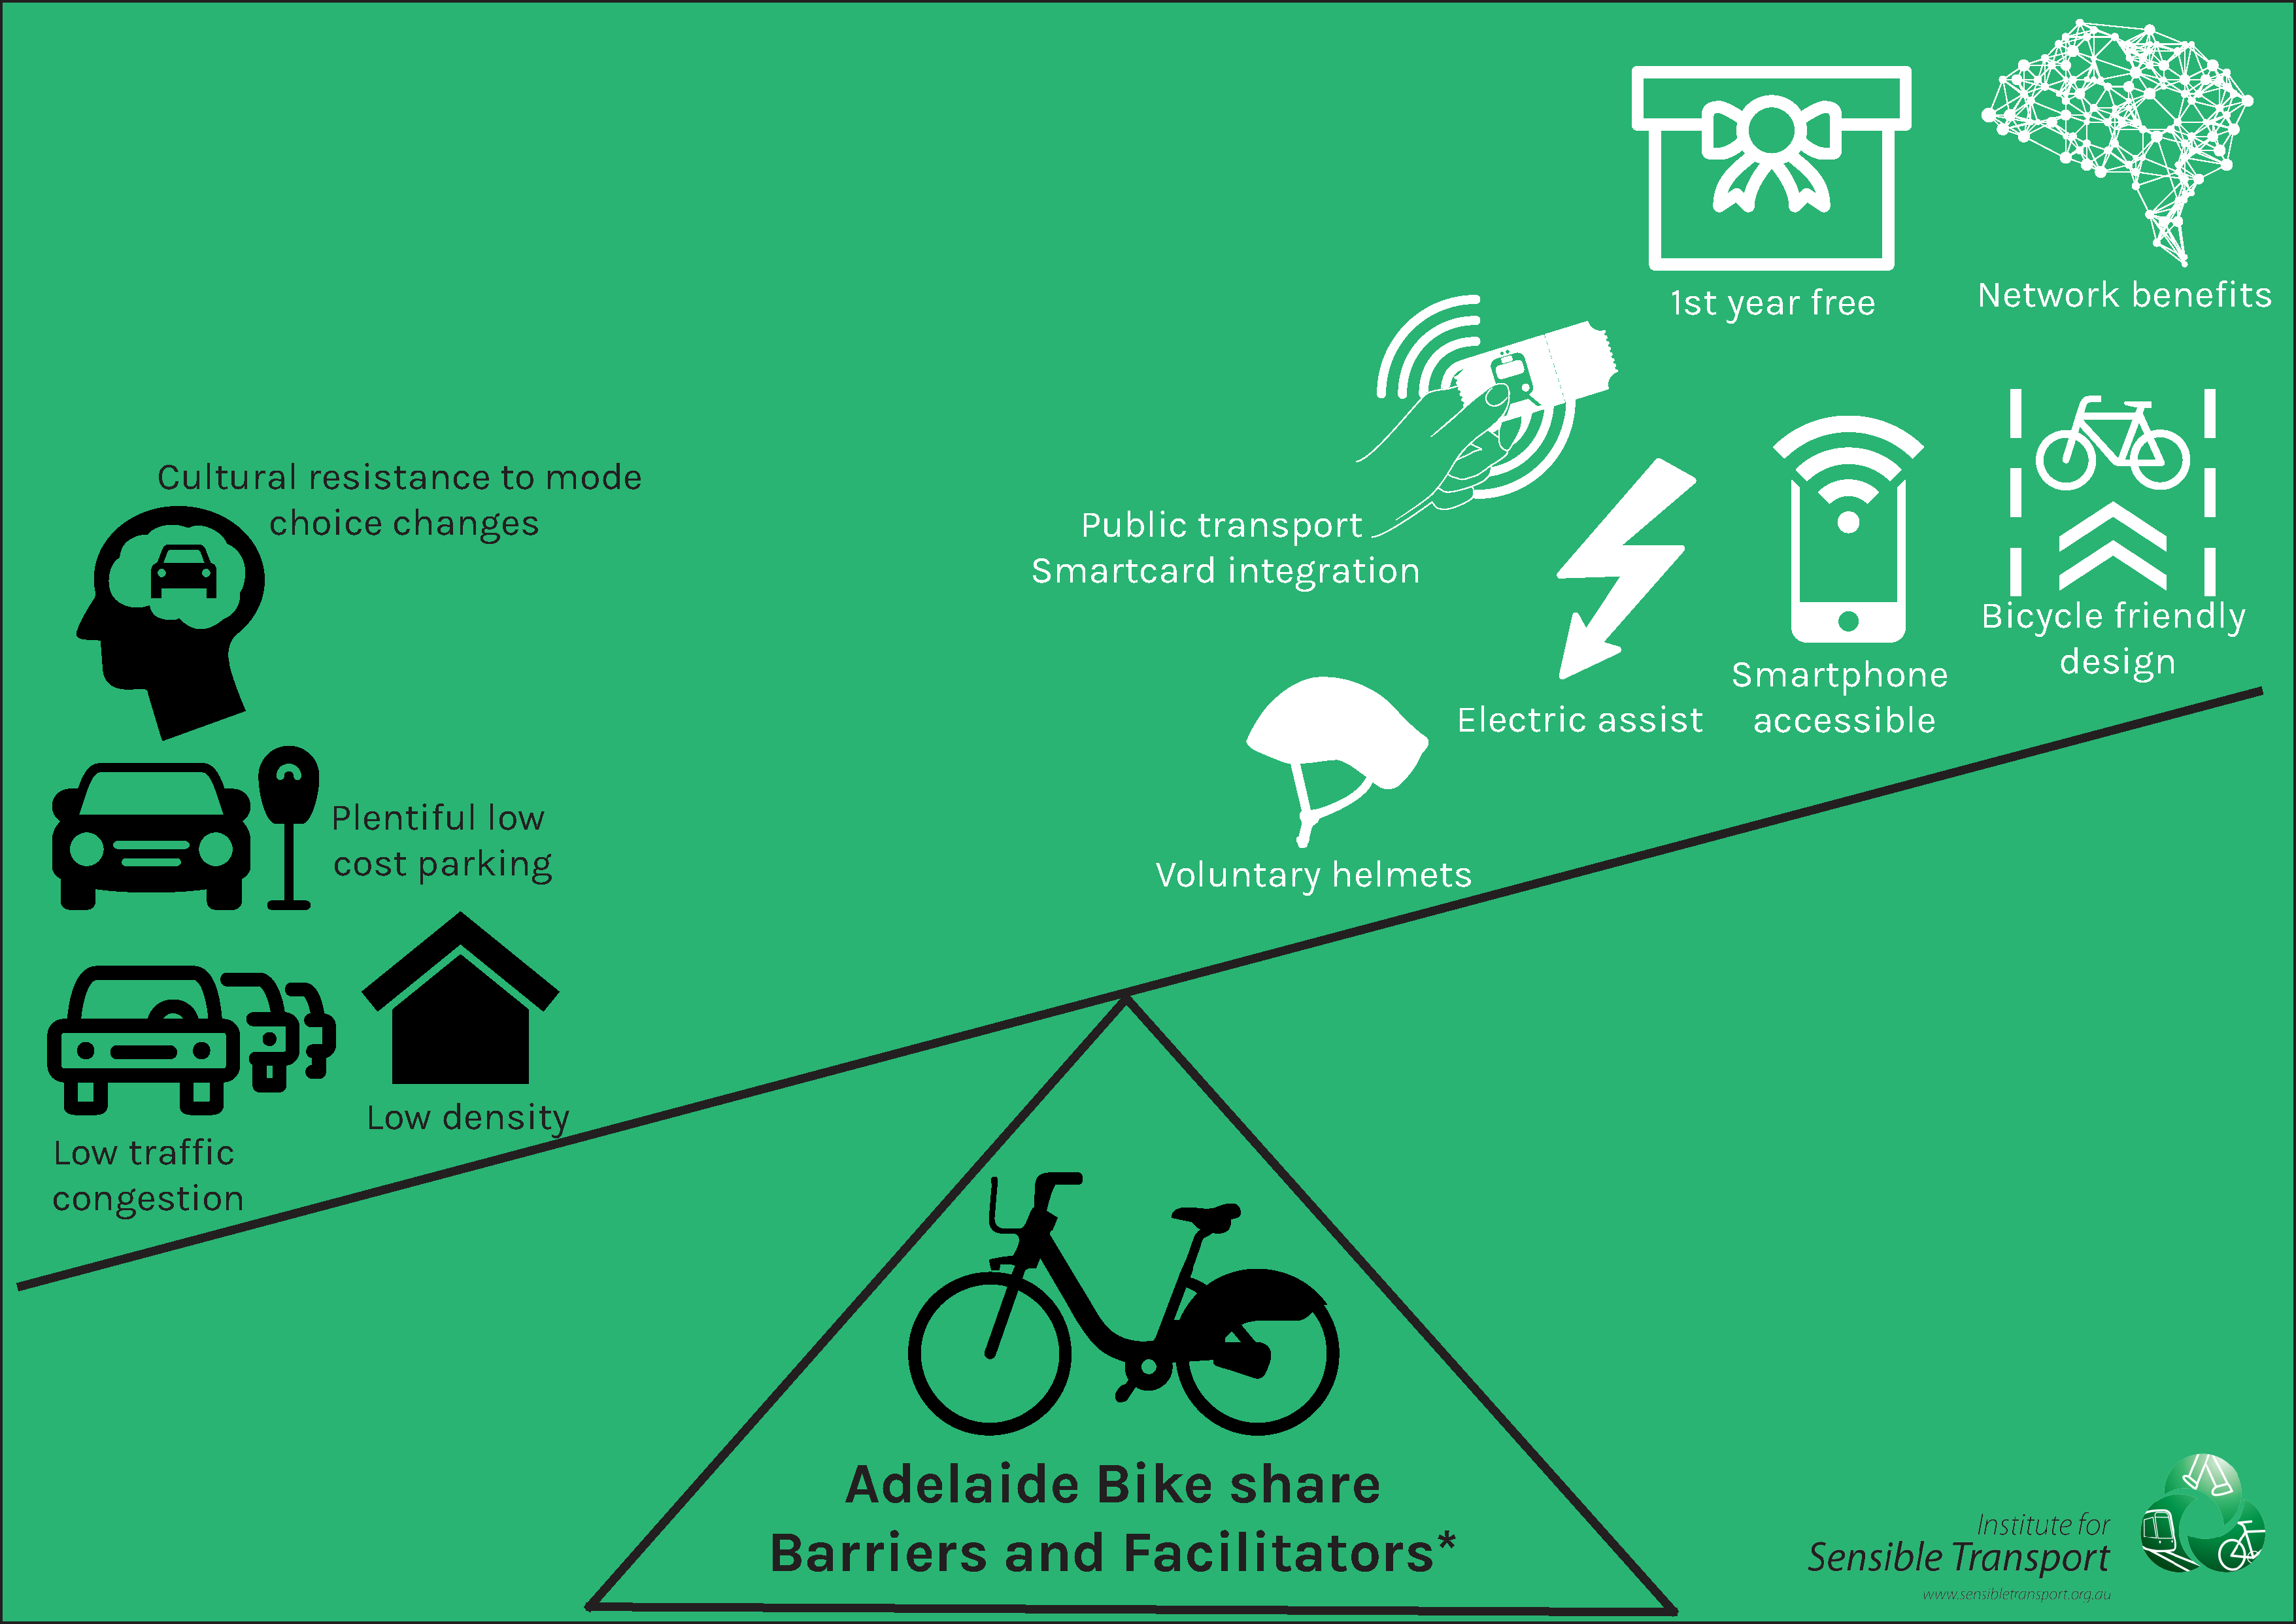 1st year free
Network benefits
Cultural resistance to mode
choice changes
Public transport
Smartcard integration
Bicycle friendly
design
Smartphone
accessible
Electric assist
Plentiful low
cost parking
Voluntary helmets
Low density
Low traffic
congestion
Adelaide Bike share
Barriers and Facilitators*
Institute for
Sensible Transport
www.sensibletransport.org.au